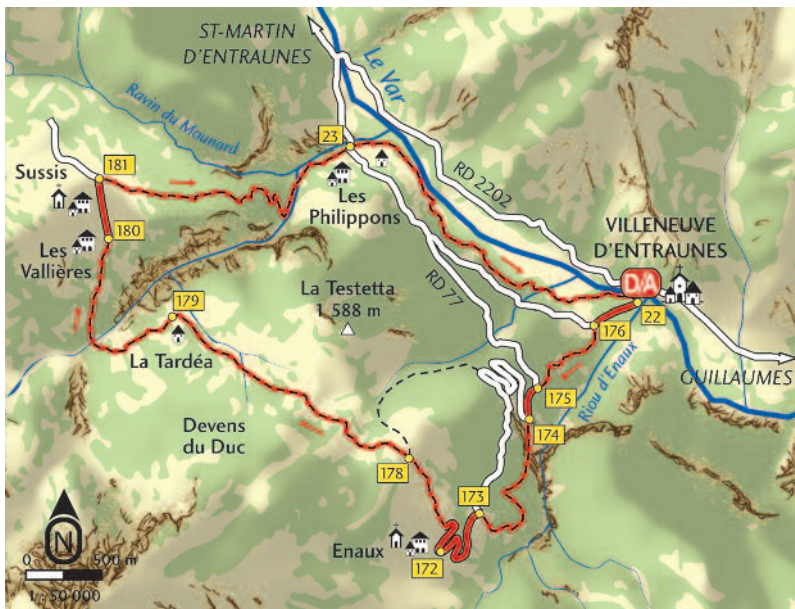 ST-MARTIN
D'ENTRAUNES
Le Var
Ravin du Mounard
23
RD 2202
181
Sussis
Les
Philippons
VILLENEUVE
D'ENTRAUNES
180
Les
Vallières
D/A
RD 77
179
La Testetta
1 588 m
22
176
La Tardéa
Riou d'Enaux
GUILLAUMES
175
174
Devens
du Duc
178
173
N
Enaux
172
0 500 m
1 : 50 000